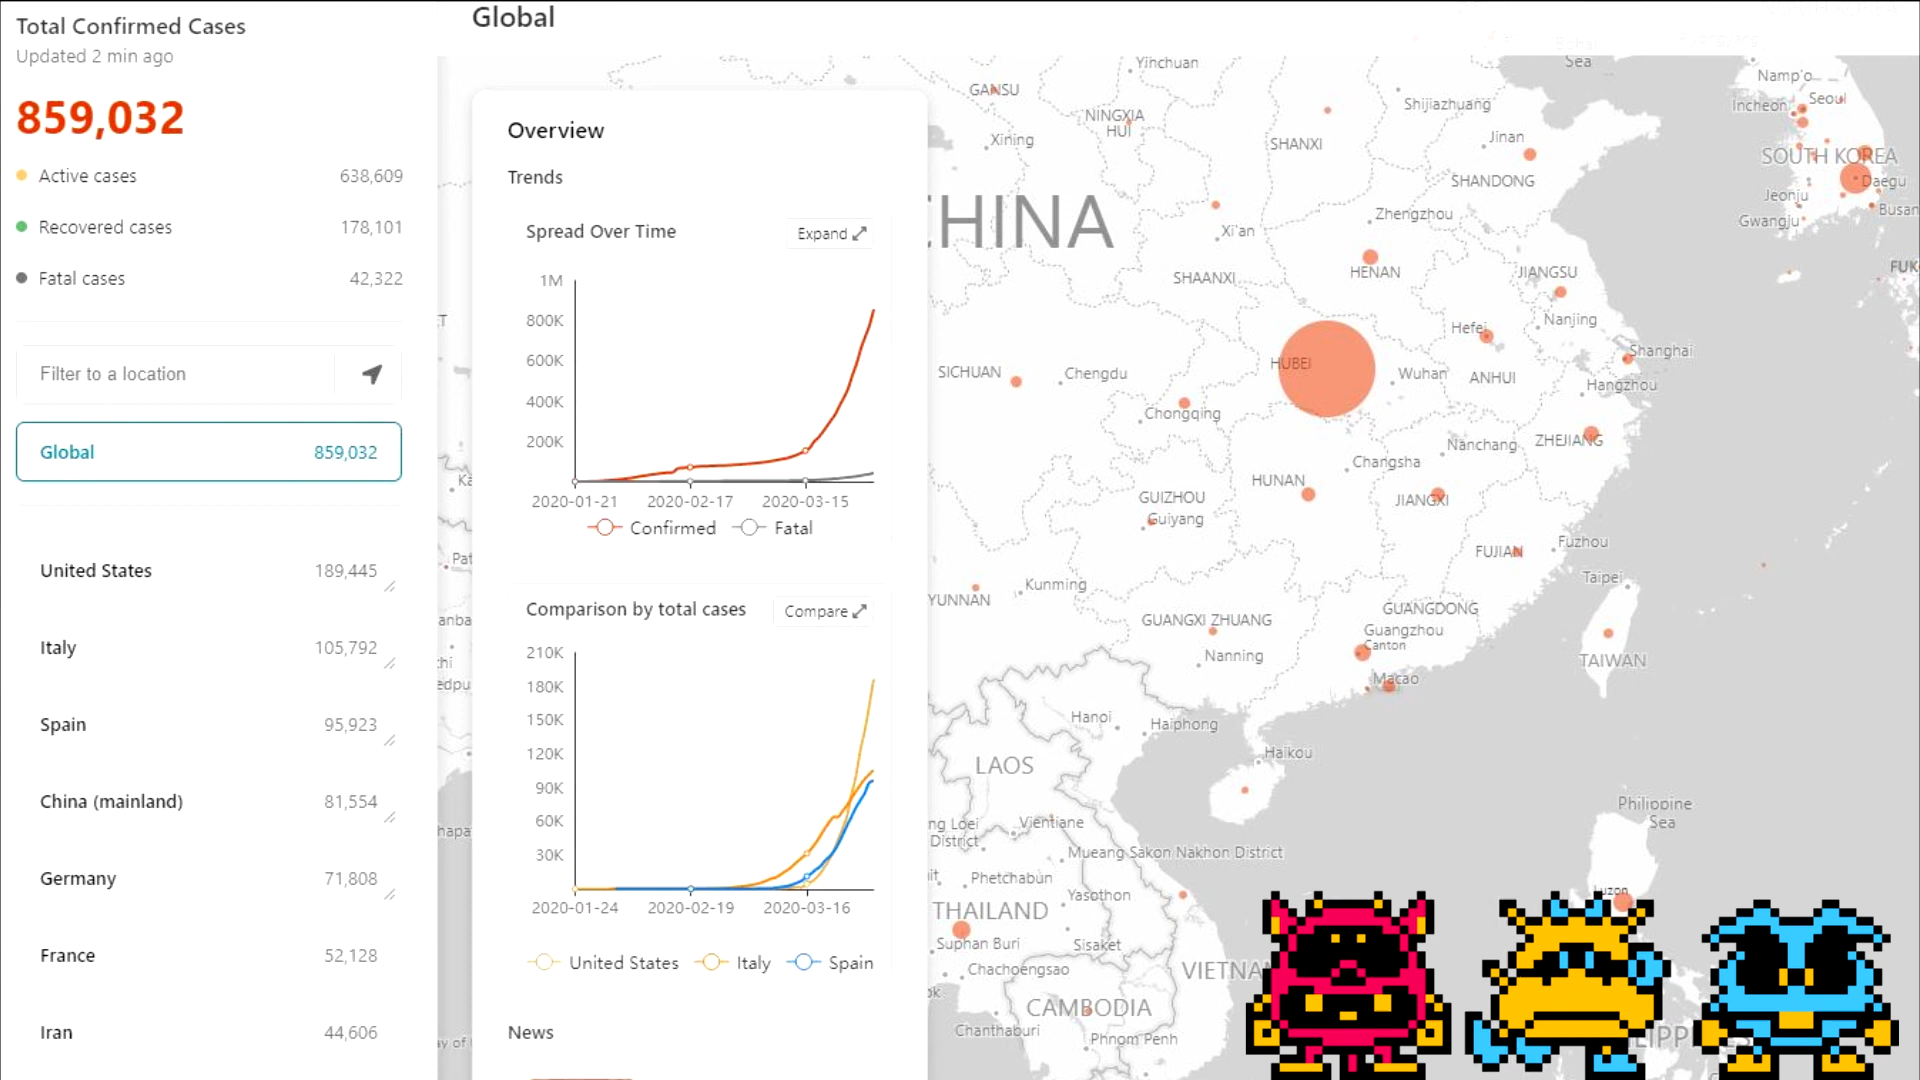 Total Confirmed Cases
Updated 2 min ago
859,032
Active cases 638,609
Recovered cases 178,101
Fatal cases 42,322
Filter to a location
Global 859,032
United States 189,445
Italy 105,792
Spain 95,923
China (mainland) 81,554
Germany 71,808
France 52,128
Iran 44,606
Global
Overview
Trends
Spread Over Time
Expand
1M
800K
600K
400K
200K
2020-01-21 2020-02-17 2020-03-15
Confirmed Fatal
Comparison by total cases
Compare
210K
180K
150K
120K
90K
60K
30K
2020-01-24 2020-02-19 2020-03-16
United States Italy Spain
News
Yinchuan
Sea
Namp'o
GANSU
Shijiazhuang
Incheon
Seoul
NINGXIA
HUI
Xining
SHANXI
Jinan
SOUTH KOREA
SHANDONG
Daegu
Jeonju
CHINA
Zhengzhou
Gwangju
Busan
Xi'an
SHAANXI
HENAN
JIANGSU
FUK
Nanjing
Hefei
Shanghai
HUBEI
SICHUAN
Chengdu
Wuhan
ANHUI
Hangzhou
Chongqing
Nanchang
ZHEJIANG
Changsha
HUNAN
JIANGXI
GUIZHOU
Guiyang
FUJIAN
Fuzhou
Taipei
Kunming
YUNNAN
GUANGDONG
GUANGXI ZHUANG
Guangzhou
Canton
Nanning
TAIWAN
Macao
Hanoi
Haiphong
Haikou
LAOS
Philippine
Sea
ng Loei
District
Vientiane
Mueang Sakon Nakhon District
Phetchabun
Yasothon
Luzon
THAILAND
Suphan Buri
Sisaket
Chachoengsao
VIETNA
CAMBODIA
Chanthaburi
Phnom Penh
ILIPP